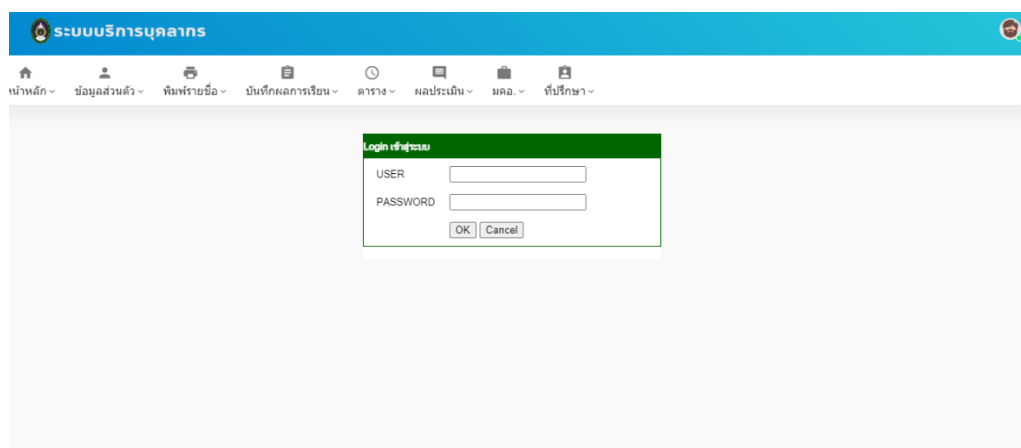 ระบบบริการบุคลากร
หน้าหลัก ข้อมูลส่วนตัว พิมพ์รายชื่อ บันทึกผลการเรียน ตาราง ผลประเมิน มคอ. ที่ปรึกษา
Login เข้าสู่ระบบ
USER
PASSWORD
OK Cancel